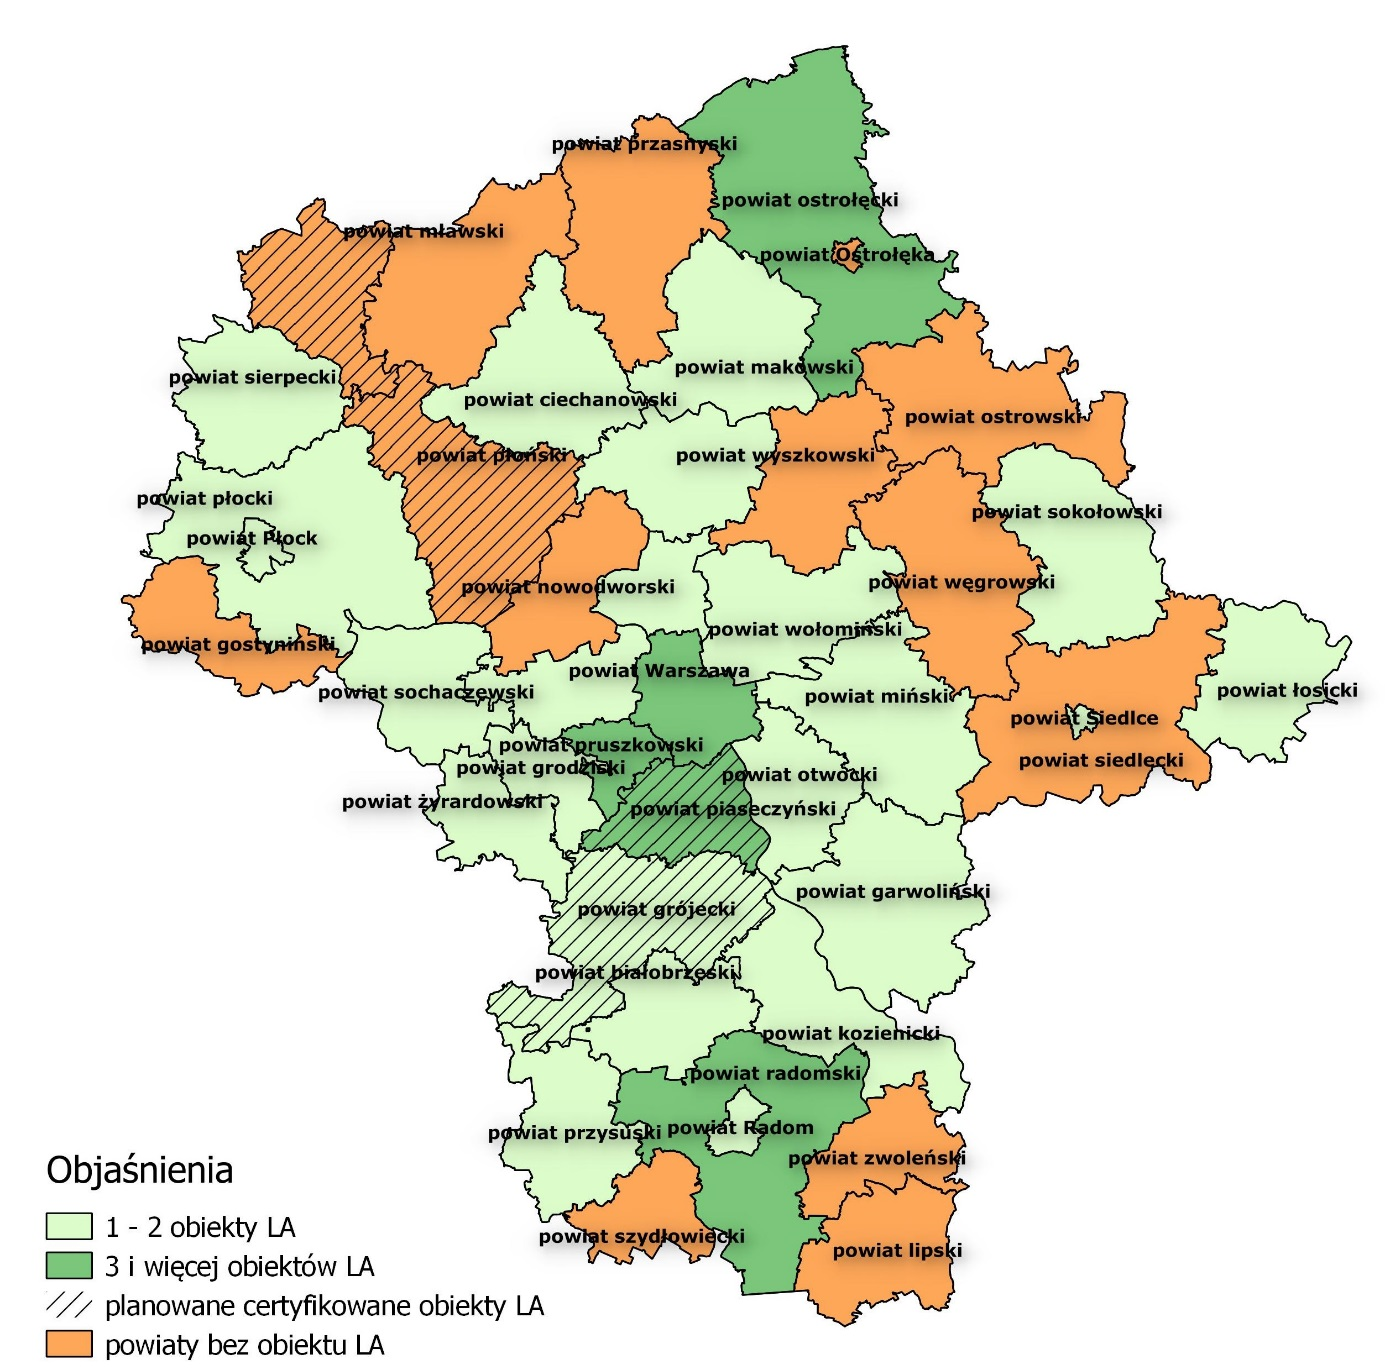 powiat przasnyski
powiat ostrołęcki
powiat mławski
powiat Ostrołęka
powiat makówski
powiat sierpecki
powiat ciechanowski
powiat ostrowski
powiat płoński
powiat wyszkowski
powiat płocki
powiat sokołowski
powiat Płock
powiat węgrowski
powiat nowodworski
powiat wołomiński
powiat gostyniński
powiat Warszawa
powiat sochaczewski
powiat łosicki
powiat miński
powiat Siedlce
powiat pruszkowski
powiat siedlecki
powiat grodziski
powiat otwocki
powiat żyrardowski
powiat piaseczyński
powiat garwoliński
powiat grójecki
powiat białobrzeski
powiat kozienicki
powiat radomski
powiat Radom
powiat przysuski
powiat zwoleński
powiat szydłowiecki
powiat lipski
Objaśnienia
1 - 2 obiekty LA
3 i więcej obiektów LA
planowane certyfikowane obiekty LA
powiaty bez obiektu LA